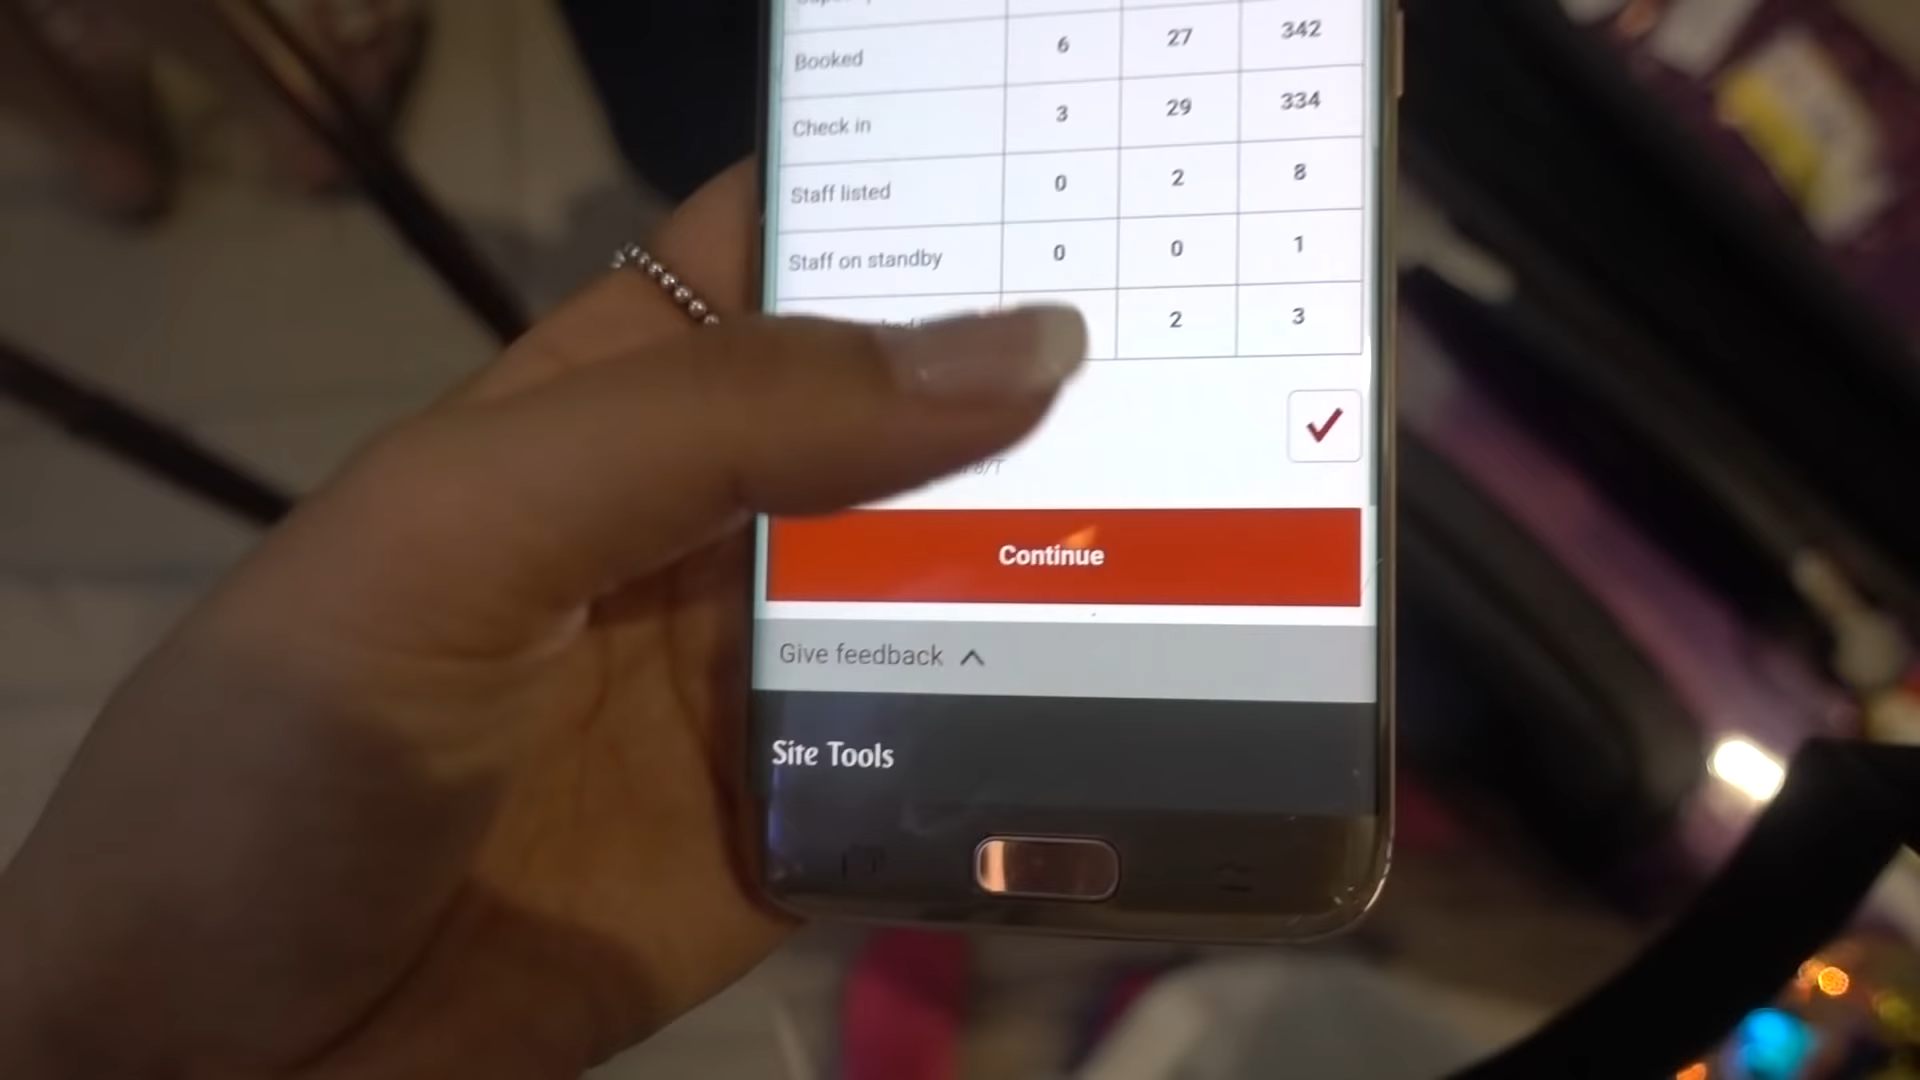 Booked 6 27 342
Check in 3 29 334
Staff listed 0 2 8
Staff on standby 0 0 1
2 3
Continue
Give feedback
Site Tools